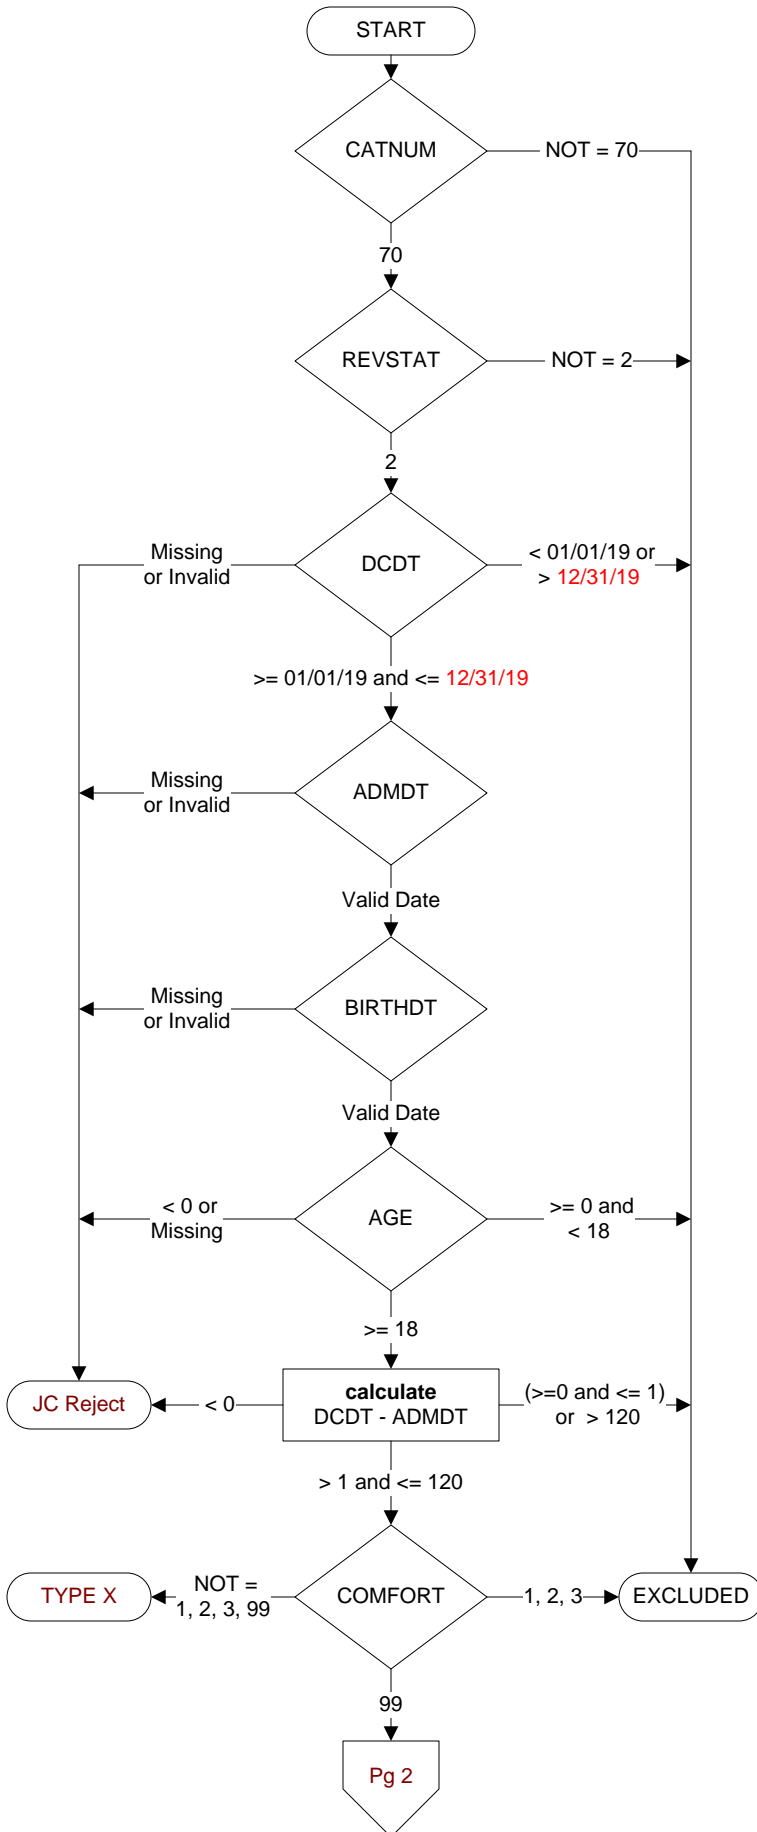 START
CATNUM
NOT = 70
70
REVSTAT
NOT = 2
2
Missing
or Invalid
DCDT
< 01/01/19 or
> 12/31/19
>= 01/01/19 and <= 12/31/19
Missing
or Invalid
ADMDT
Valid Date
Missing
or Invalid
BIRTHDT
Valid Date
< 0 or
Missing
AGE
>= 0 and
< 18
>= 18
JC Reject
< 0
calculate
DCDT - ADMDT
(>=0 and <= 1)
or > 120
> 1 and <= 120
TYPE X
NOT =
1, 2, 3, 99
COMFORT
1, 2, 3
EXCLUDED
99
Pg 2